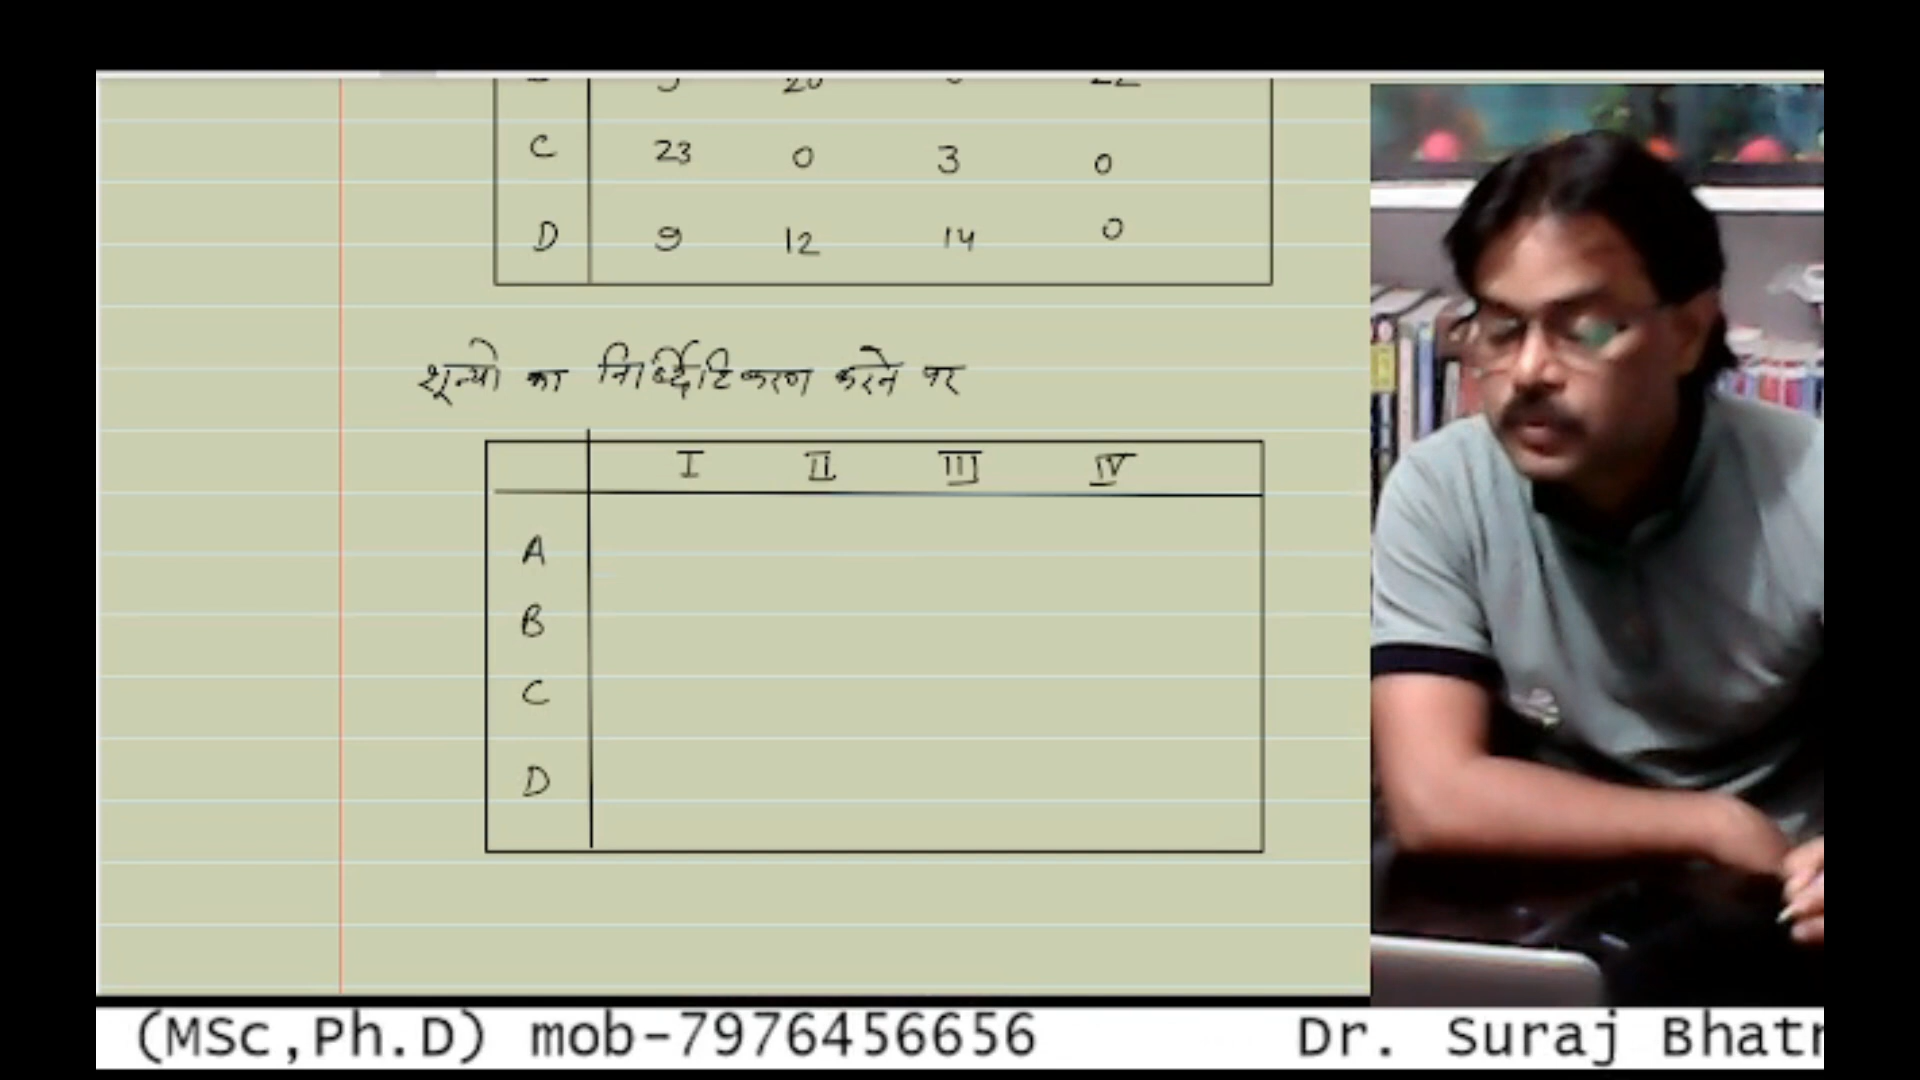 C 23 0 3 0
D 9 12 14 0
शून्यो का निर्ध्दिटिकरण करने पर
I II III IV
A
B
C
D
(MSc,Ph.D) mob-7976456656 Dr. Suraj Bhatn